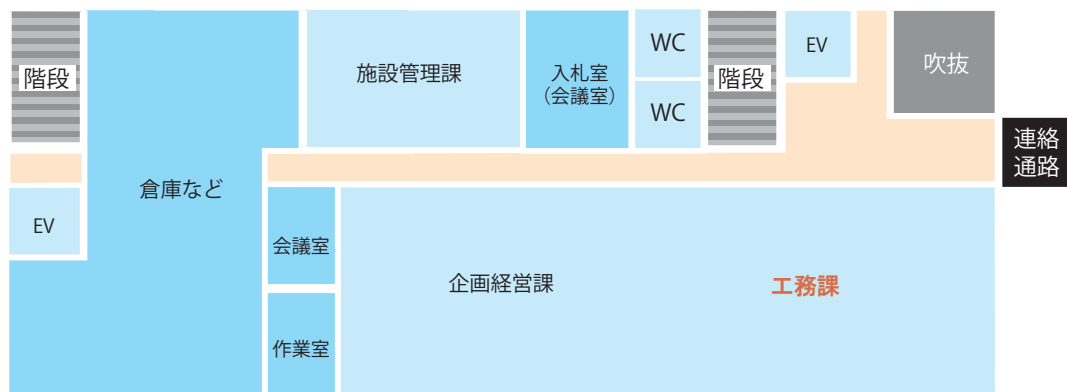 階段
施設管理課
入札室
(会議室)
WC
WC
階段
EV
吹抜
連絡
通路
倉庫など
EV
会議室
企画経営課
工務課
作業室